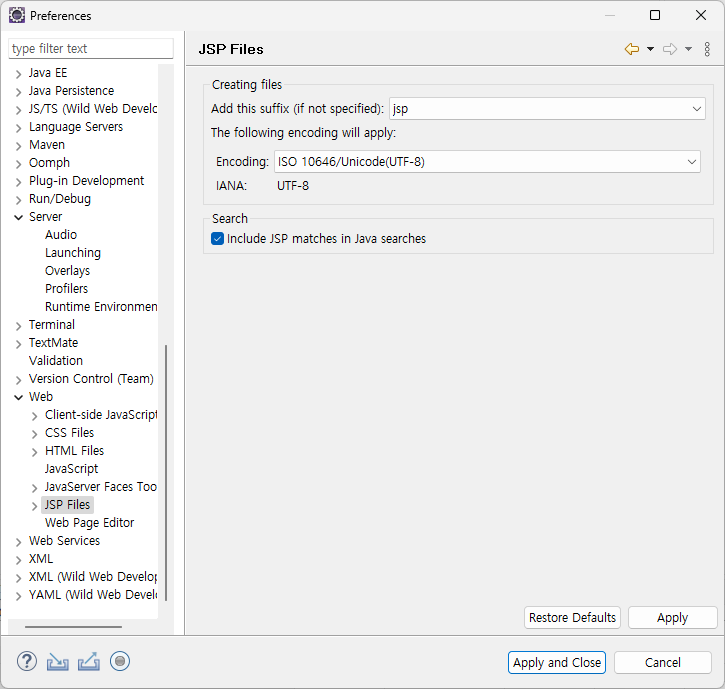 Preferences
type filter text
Java EE
Java Persistence
JS/TS (Wild Web Develo
Language Servers
Maven
Oomph
Plug-in Development
Run/Debug
Server
Audio
Launching
Overlays
Profilers
Runtime Environmen
Terminal
TextMate
Validation
Version Control (Team)
Web
Client-side JavaScript
CSS Files
HTML Files
JavaScript
JavaServer Faces Too
JSP Files
Web Page Editor
Web Services
XML
XML (Wild Web Develop
YAML (Wild Web Develo
JSP Files
Creating files
Add this suffix (if not specified): jsp
The following encoding will apply:
Encoding: ISO 10646/Unicode(UTF-8)
IANA: UTF-8
Search
Include JSP matches in Java searches
Restore Defaults Apply
? Apply and Close Cancel